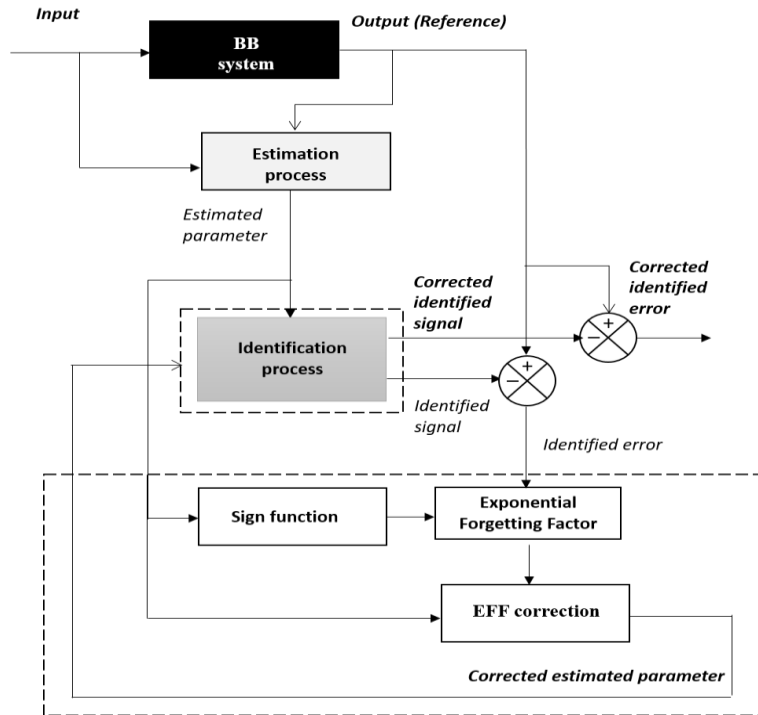 Input
Output (Reference)
BB
system
Estimation
process
Estimated
parameter
Corrected
identified
signal
Corrected
identified
error
+
−
Identification
process
+
−
Identified
signal
Identified error
Sign function
Exponential
Forgetting Factor
EFF correction
Corrected estimated parameter